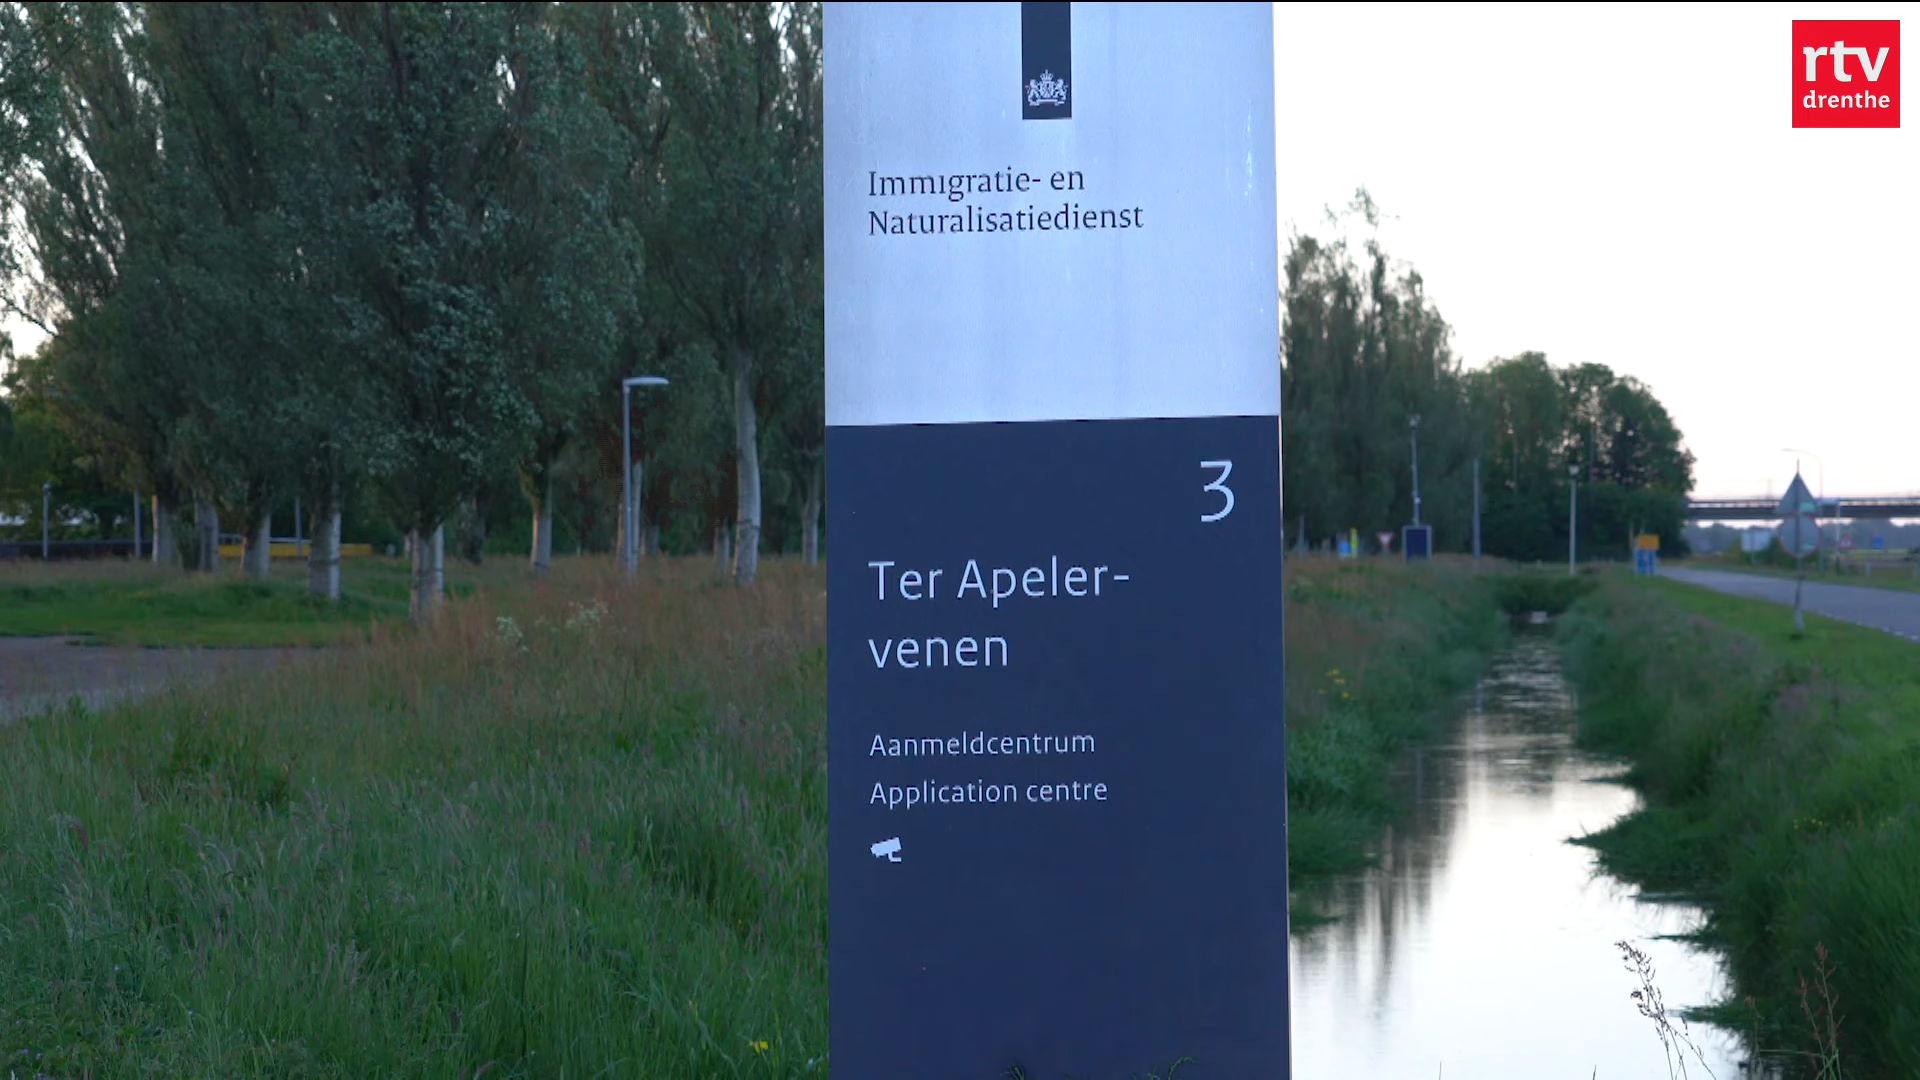 rtv
drenthe
Immigratie- en
Naturalisatiedienst
3
Ter Apeler-
venen
Aanmeldcentrum
Application centre